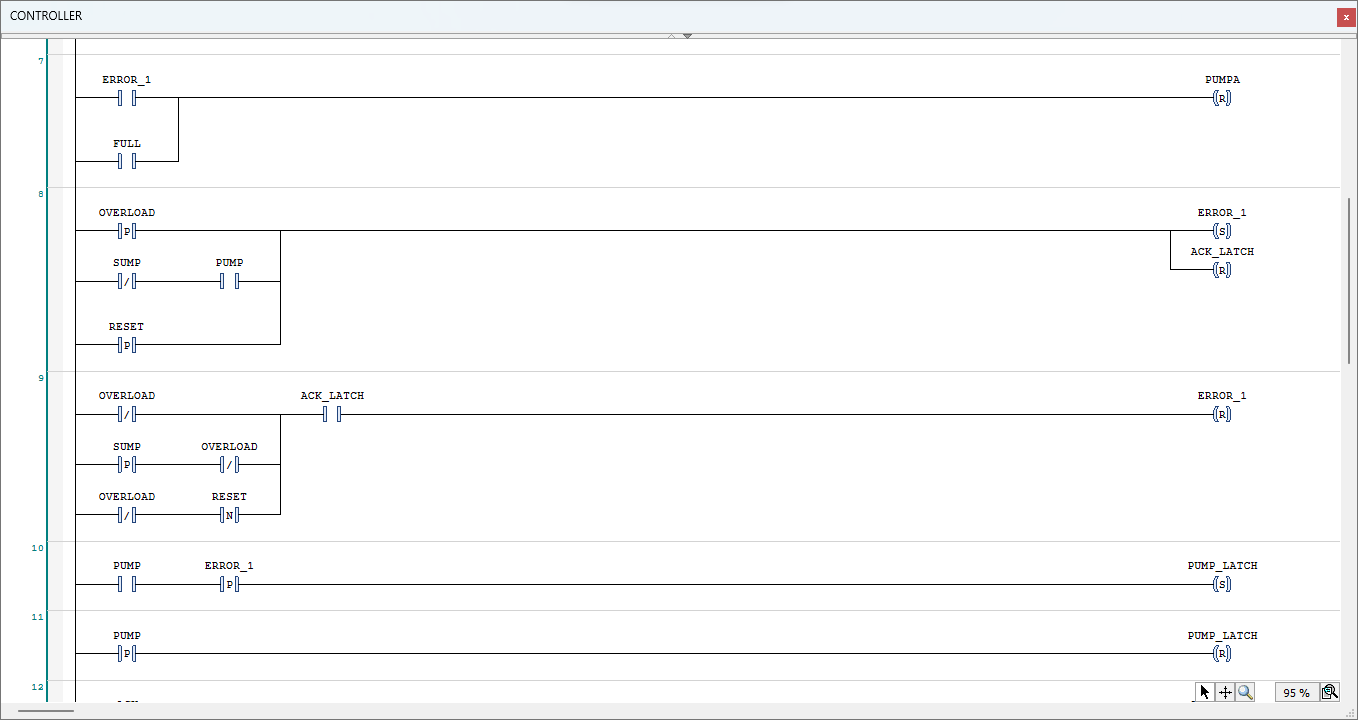 CONTROLLER
x
7
ERROR_1 PUMPA
R
FULL
8
OVERLOAD ERROR_1
P S
ACK_LATCH
SUMP PUMP
R
/
RESET
P
9
OVERLOAD ACK_LATCH ERROR_1
/ R
SUMP OVERLOAD
P /
OVERLOAD RESET
/ N
10
PUMP ERROR_1 PUMP_LATCH
P S
11
PUMP PUMP_LATCH
P R
12
95 %